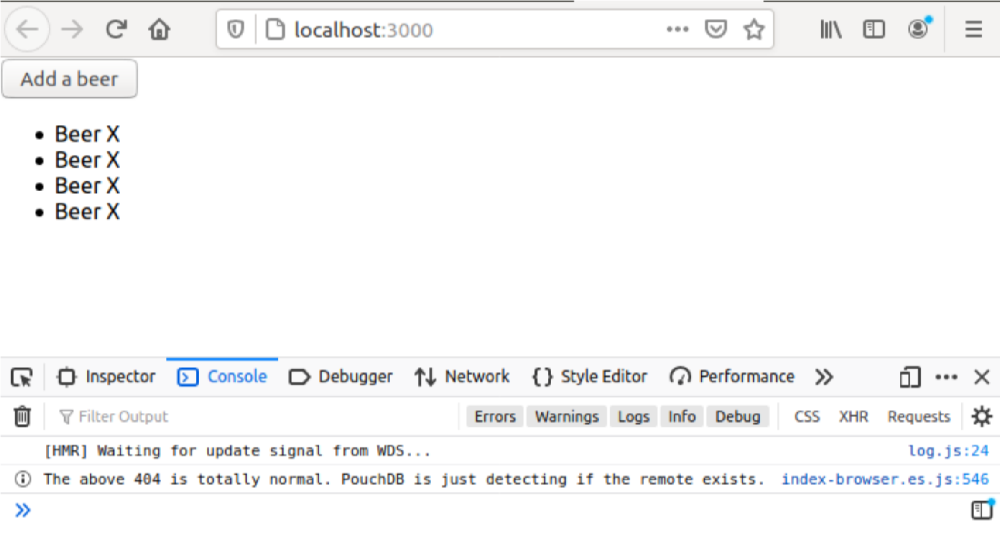 localhost:3000
Add a beer
Beer X
Beer X
Beer X
Beer X
Inspector Console Debugger Network Style Editor Performance
Filter Output Errors Warnings Logs Info Debug CSS XHR Requests
[HMR] Waiting for update signal from WDS... log.js:24
The above 404 is totally normal. PouchDB is just detecting if the remote exists. index-browser.es.js:546